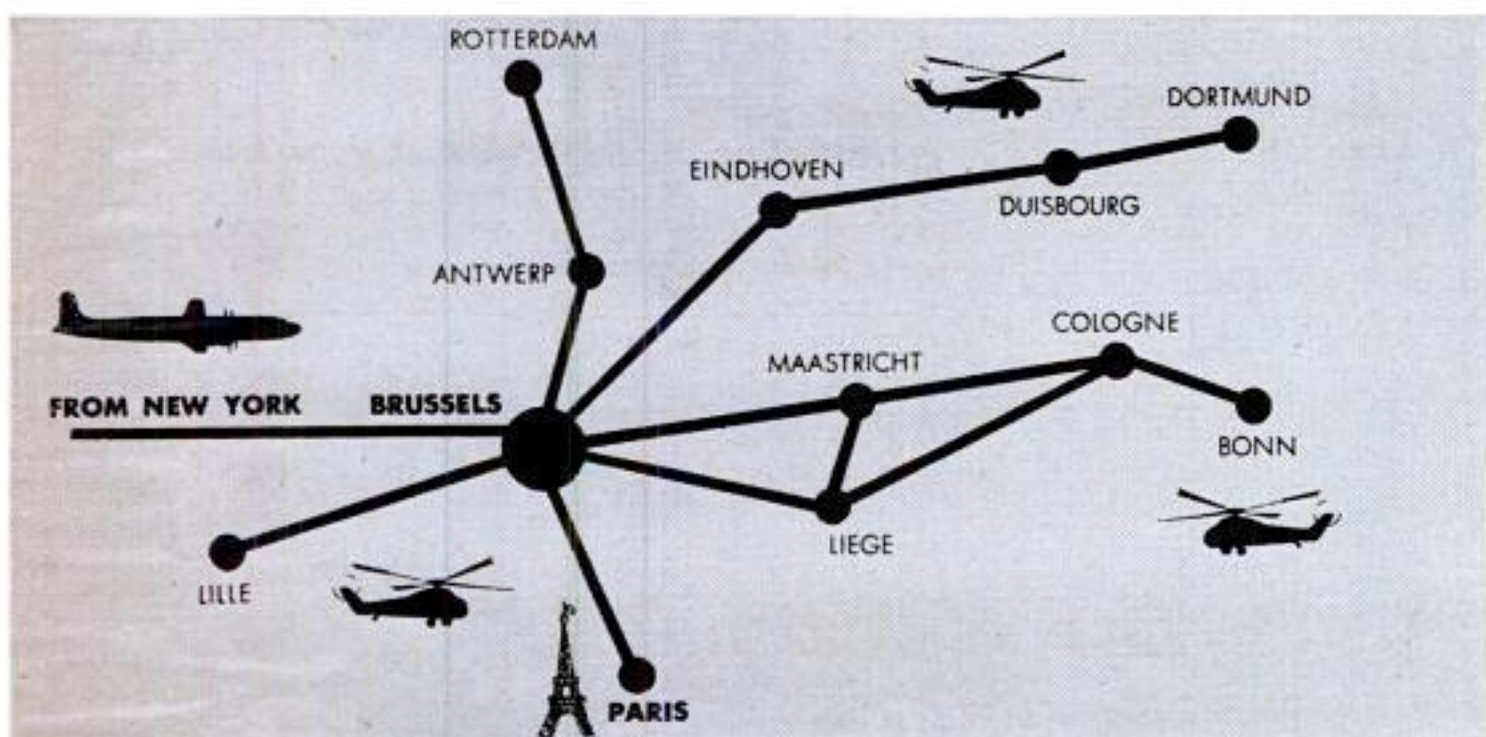 ROTTERDAM
DORTMUND
EINDHOVEN
DUISBOURG
ANTWERP
COLOGNE
MAASTRICHT
FROM NEW YORK BRUSSELS
BONN
LIEGE
LILLE
PARIS